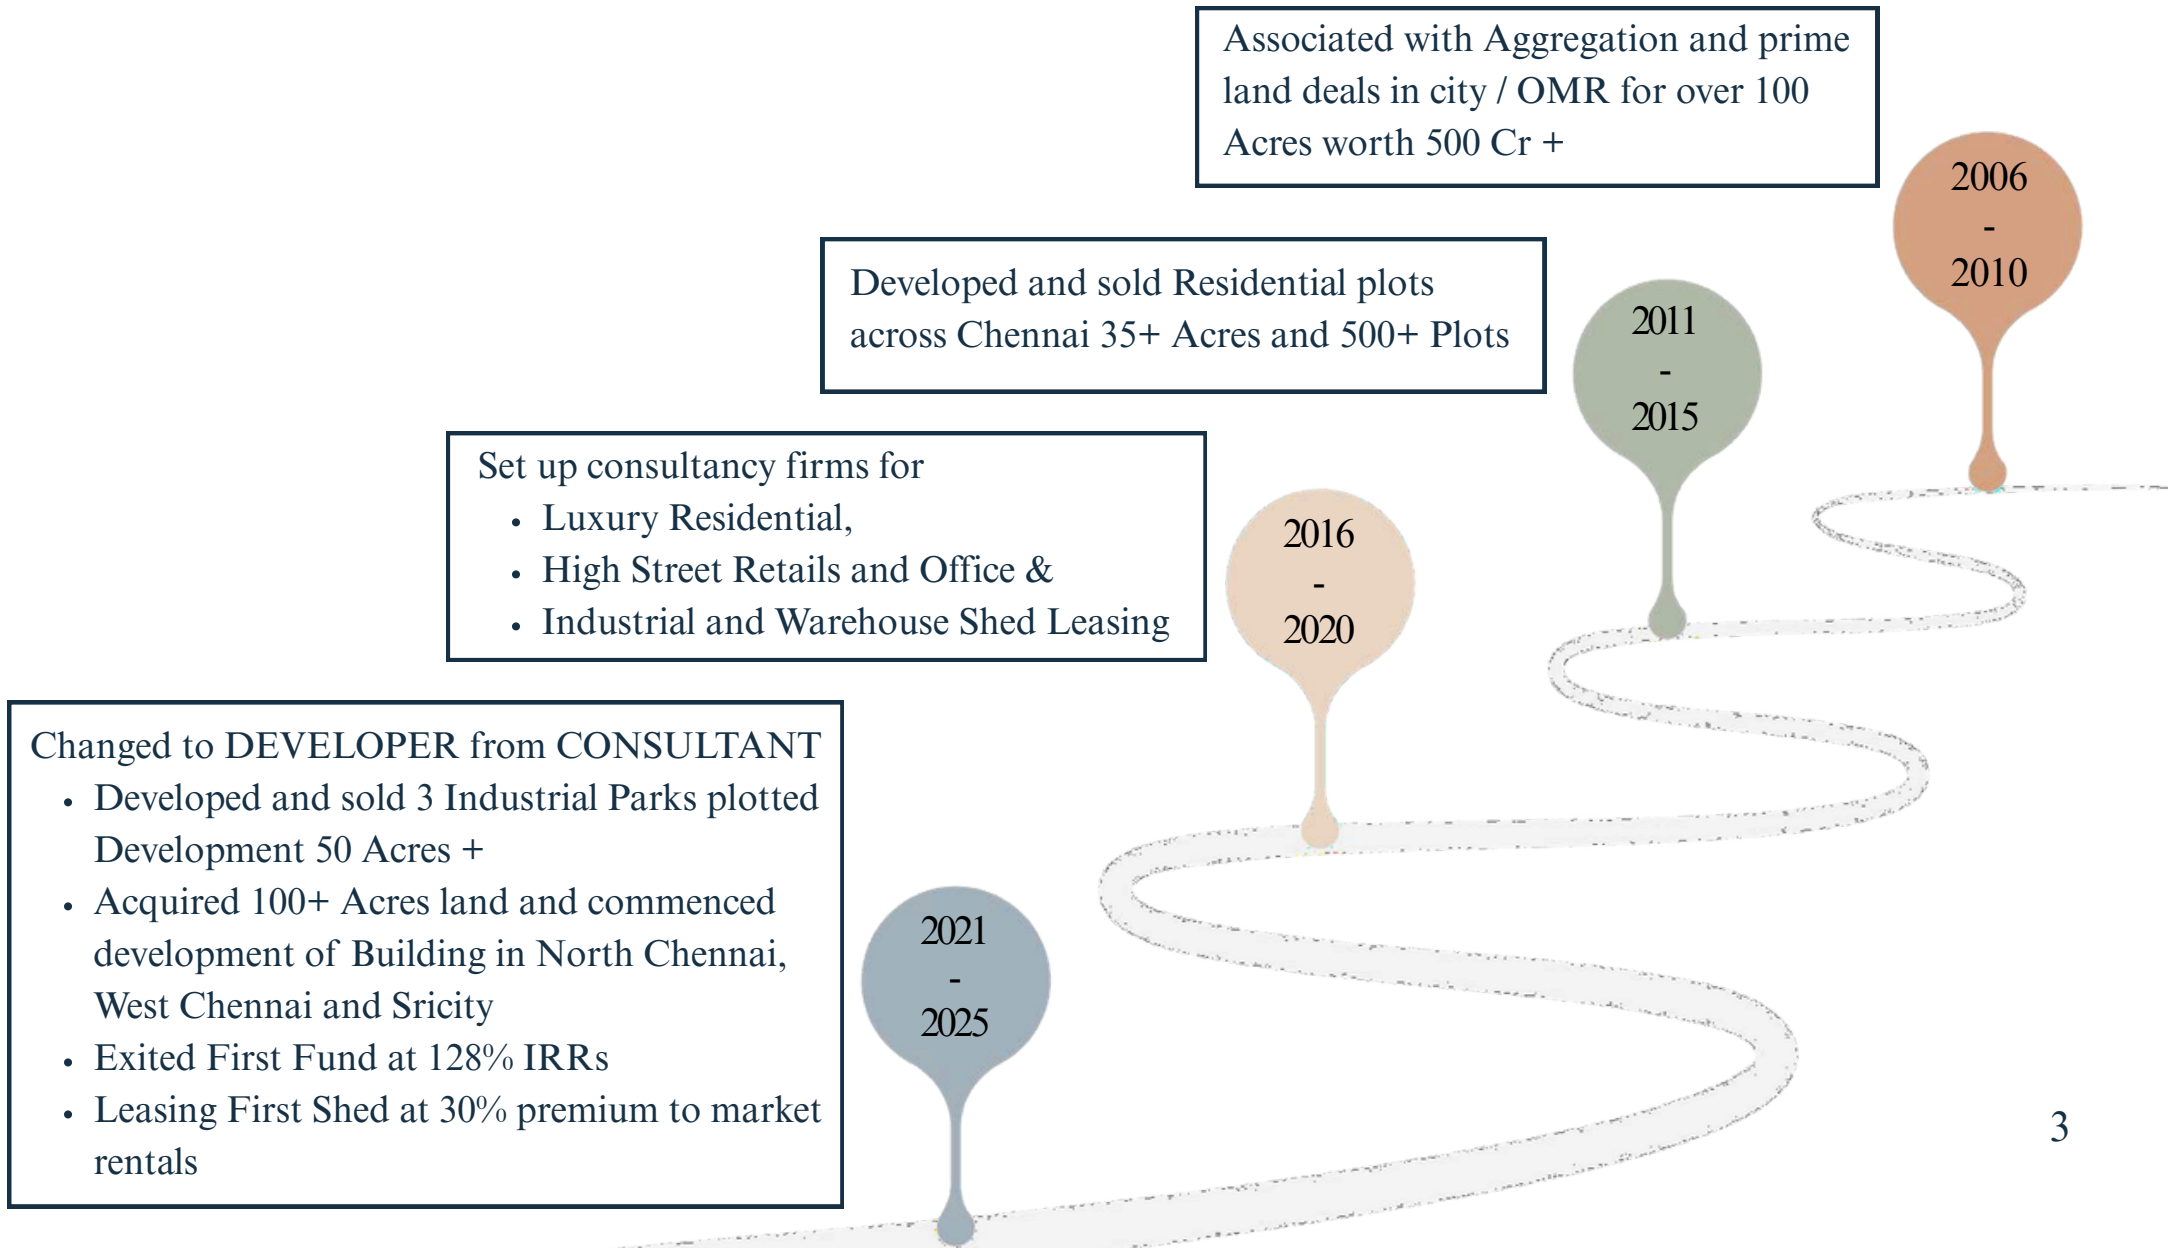 Associated with Aggregation and prime
land deals in city / OMR for over 100
Acres worth 500 Cr +
2006
-
2010
Developed and sold Residential plots
across Chennai 35+ Acres and 500+ Plots
2011
-
2015
Set up consultancy firms for
• Luxury Residential,
• High Street Retails and Office &
• Industrial and Warehouse Shed Leasing
2016
-
2020
Changed to DEVELOPER from CONSULTANT
• Developed and sold 3 Industrial Parks plotted
Development 50 Acres +
• Acquired 100+ Acres land and commenced
development of Building in North Chennai,
West Chennai and Sricity
• Exited First Fund at 128% IRRs
• Leasing First Shed at 30% premium to market
rentals
2021
-
2025
3